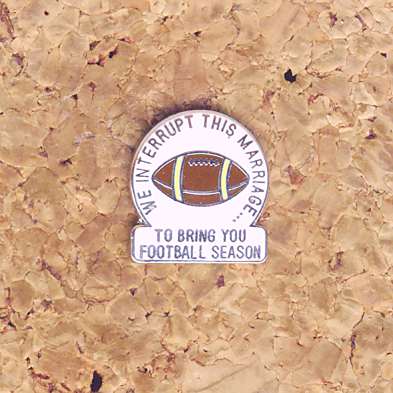 WE INTERRUPT THIS MARRIAGE...
TO BRING YOU
FOOTBALL SEASON